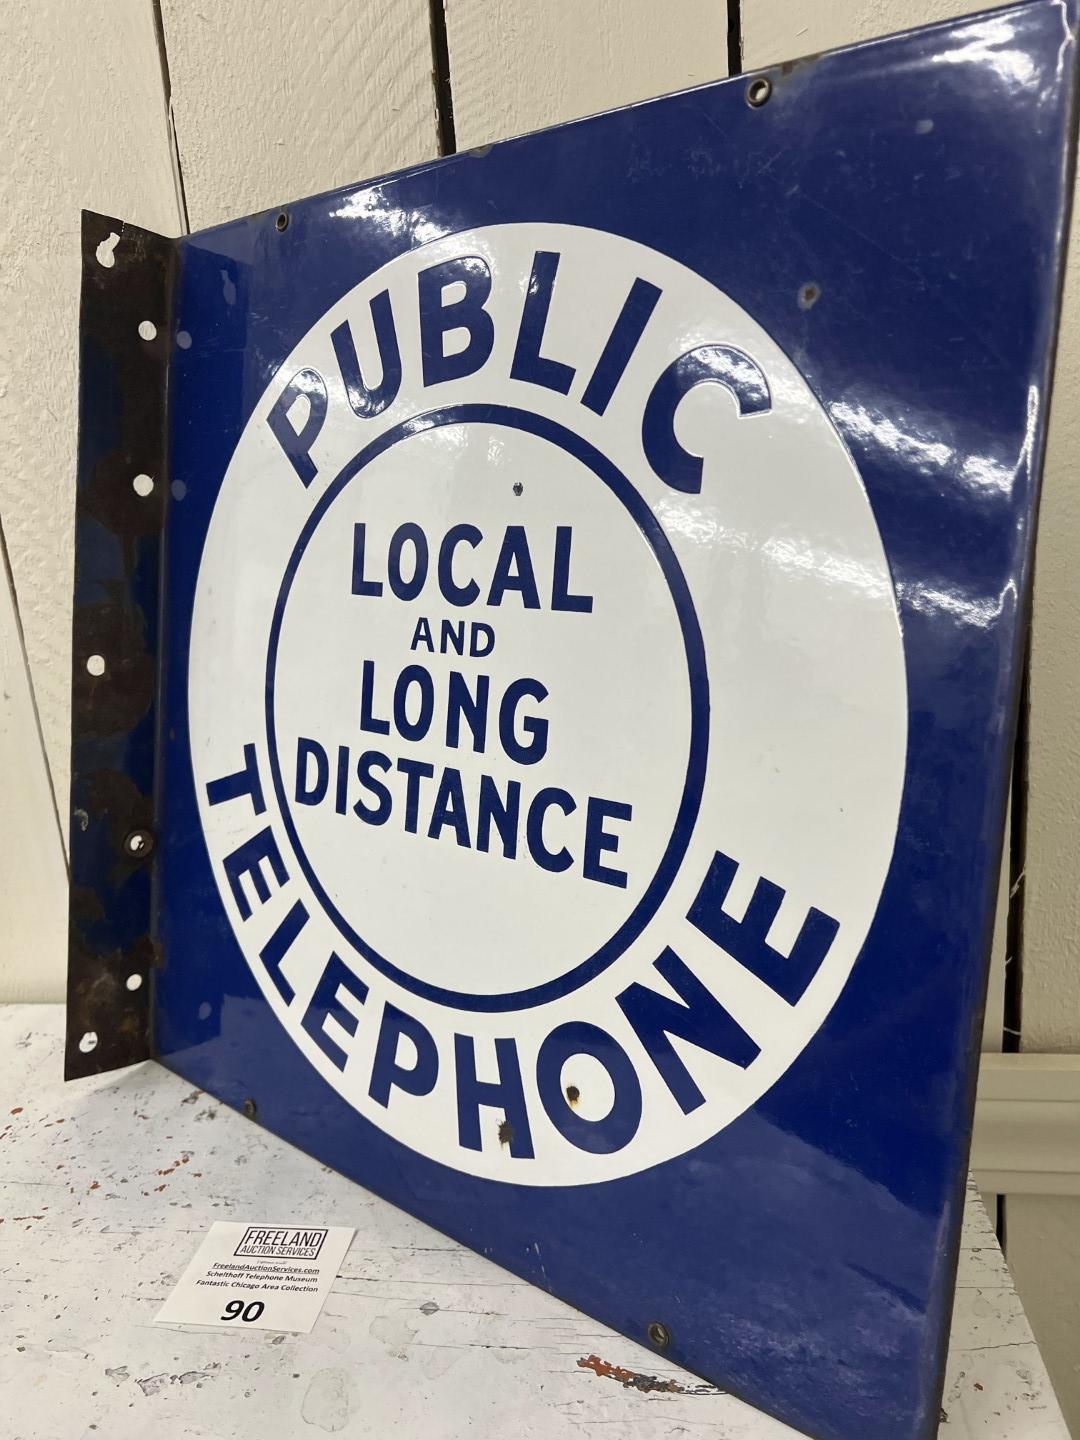 PUBLIC
LOCAL
AND
LONG
DISTANCE
TELEPHONE
FREELAND
AUCTION SERVICES
FreelandAuctionServices.com
Schelthoff Telephone Museum
Fantastic Chicago Area Collection
90